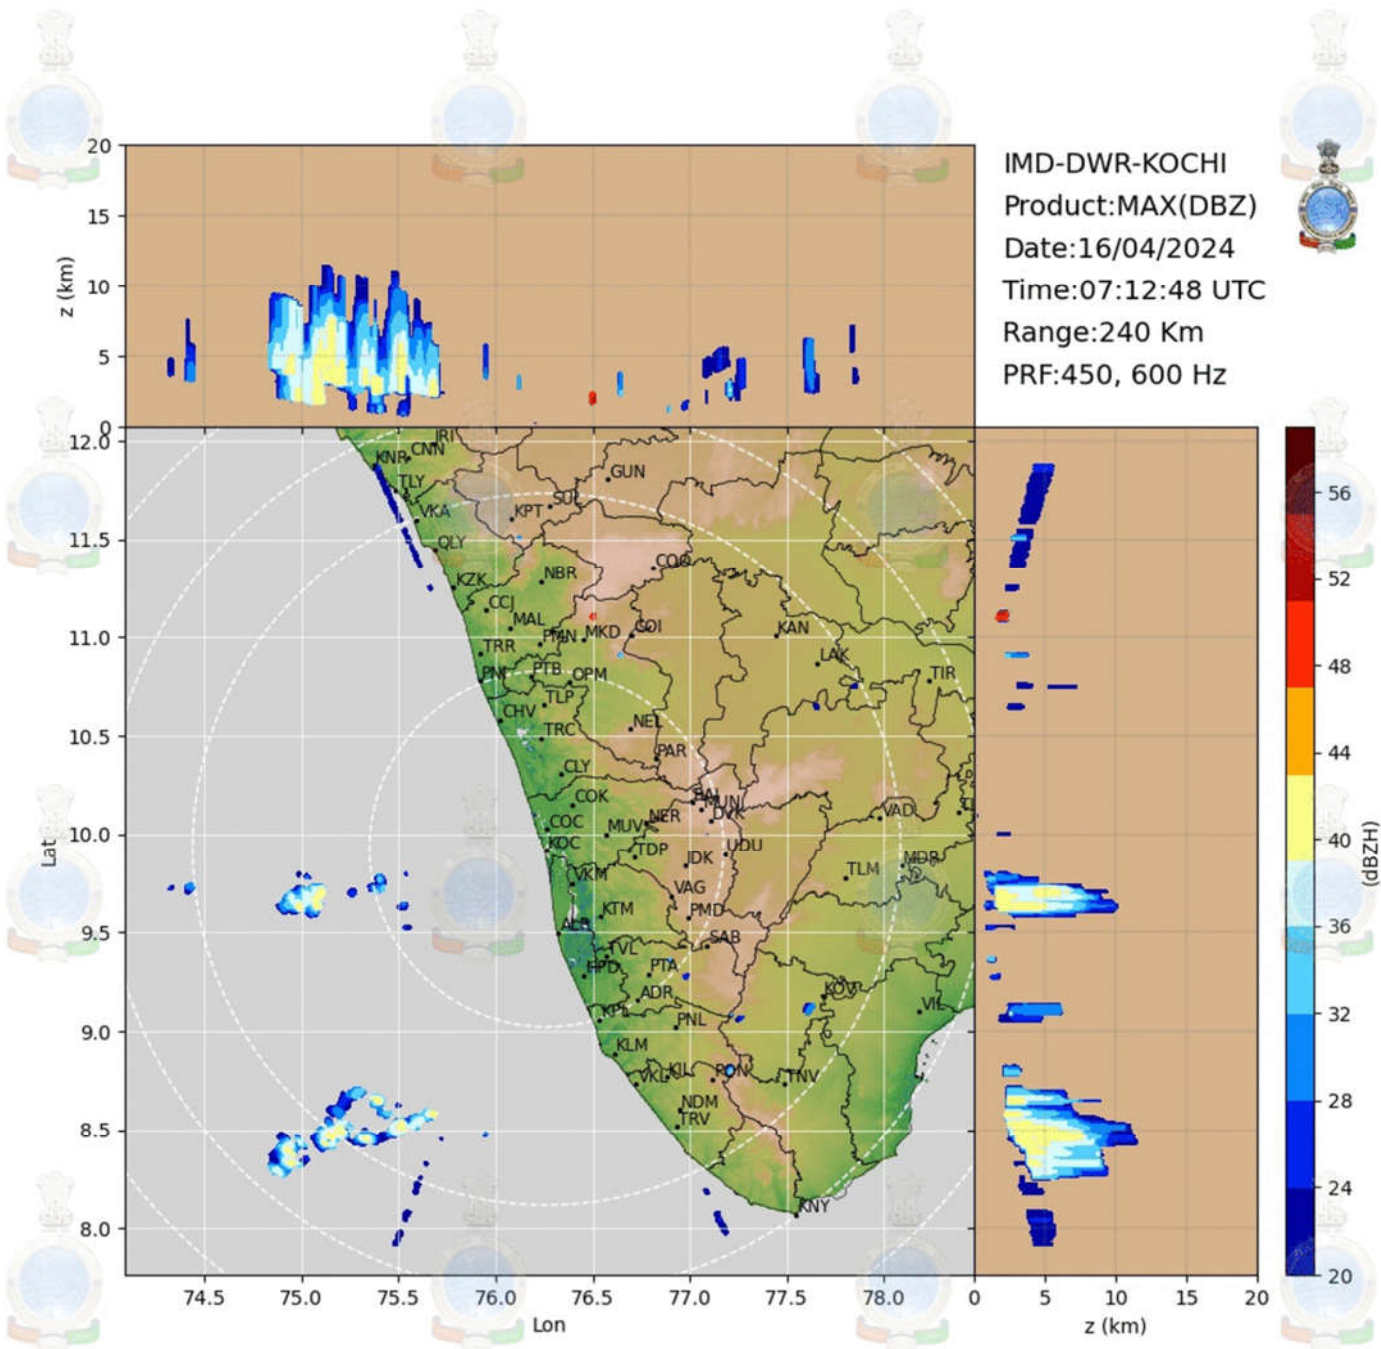 IMD-DWR-KOCHI
Product:MAX(DBZ)
Date:16/04/2024
Time:07:12:48 UTC
Range:240 Km
PRF:450, 600 Hz
20
15
10
5
0
z (km)
12.0
11.5
11.0
10.5
10.0
9.5
9.0
8.5
8.0
Lat
IRI
CNN
KNR
TLY
VKA
QLY
KZK
CCJ
MAL
TRR
PNI
CHV
GUN
SUL
KPT
NBR
COO
PMN
MKD
COI
KAN
LAK
TIR
PTB
OPM
TLP
TRC
NEL
PAR
CLY
COK
COC
KOC
MUV
NER
MUN
DVK
VAD
TDP
IDK
UDU
TLM
MDR
VKM
VAG
KTM
PMD
ALP
SAB
TVL
HPD
PTA
ADR
KOV
VIL
KPL
PNL
KLM
VKL
KIL
PON
TNV
NDM
TRV
KNY
74.5 75.0 75.5 76.0 76.5 77.0 77.5 78.0
Lon
0 5 10 15 20
z (km)
56
52
48
44
40
36
32
28
24
20
(dBZH)